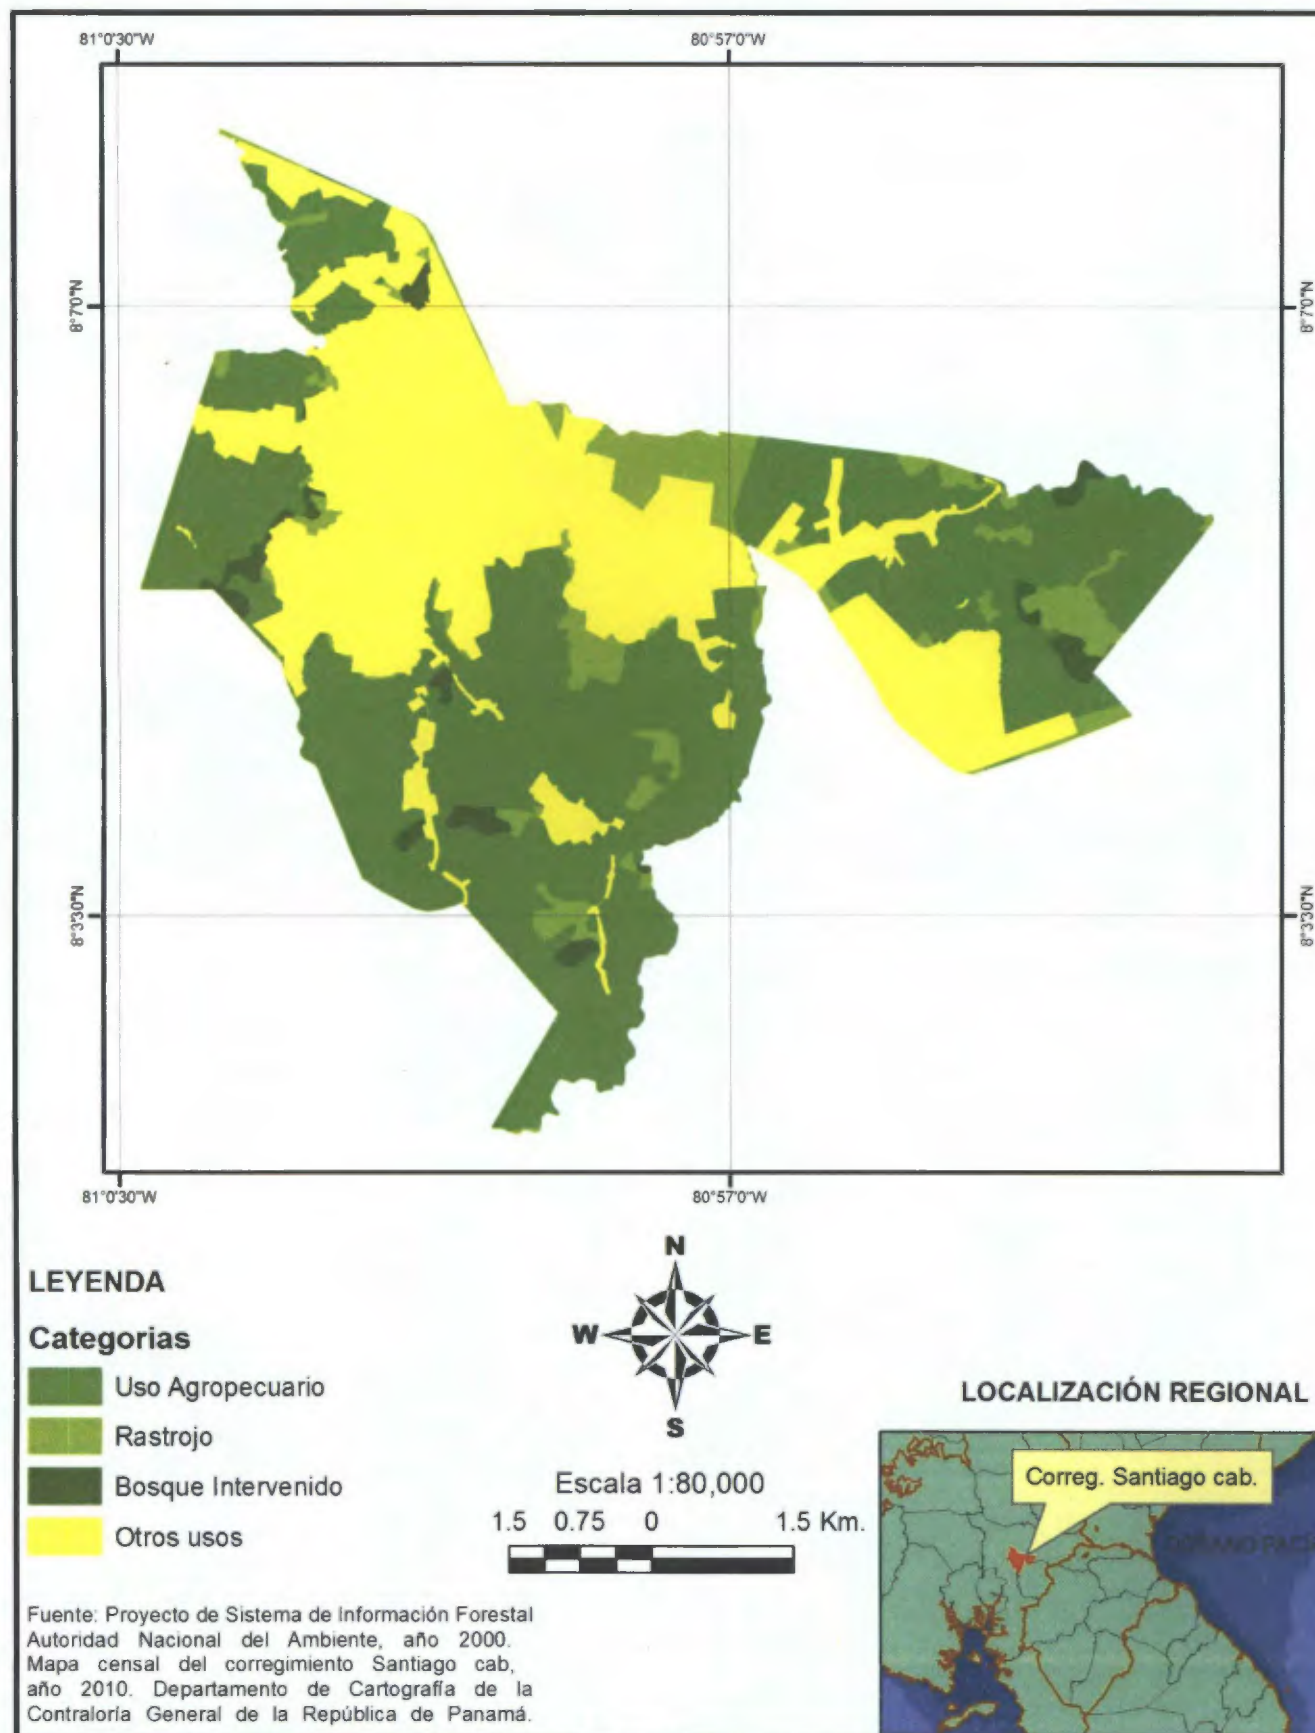 81°0'30"W 80°57'0"W
8°7'0"N 8°7'0"N
8°3'30"N 8°3'30"N
81°0'30"W 80°57'0"W
LEYENDA
Categorias
Uso Agropecuario
Rastrojo
Bosque Intervenido
Otros usos
N
W E
S
Escala 1:80,000
1.5 0.75 0 1.5 Km.
Fuente: Proyecto de Sistema de Información Forestal
Autoridad Nacional del Ambiente, año 2000.
Mapa censal del corregimiento Santiago cab,
año 2010. Departamento de Cartografía de la
Contraloría General de la República de Panamá.
LOCALIZACIÓN REGIONAL
Correg. Santiago cab.